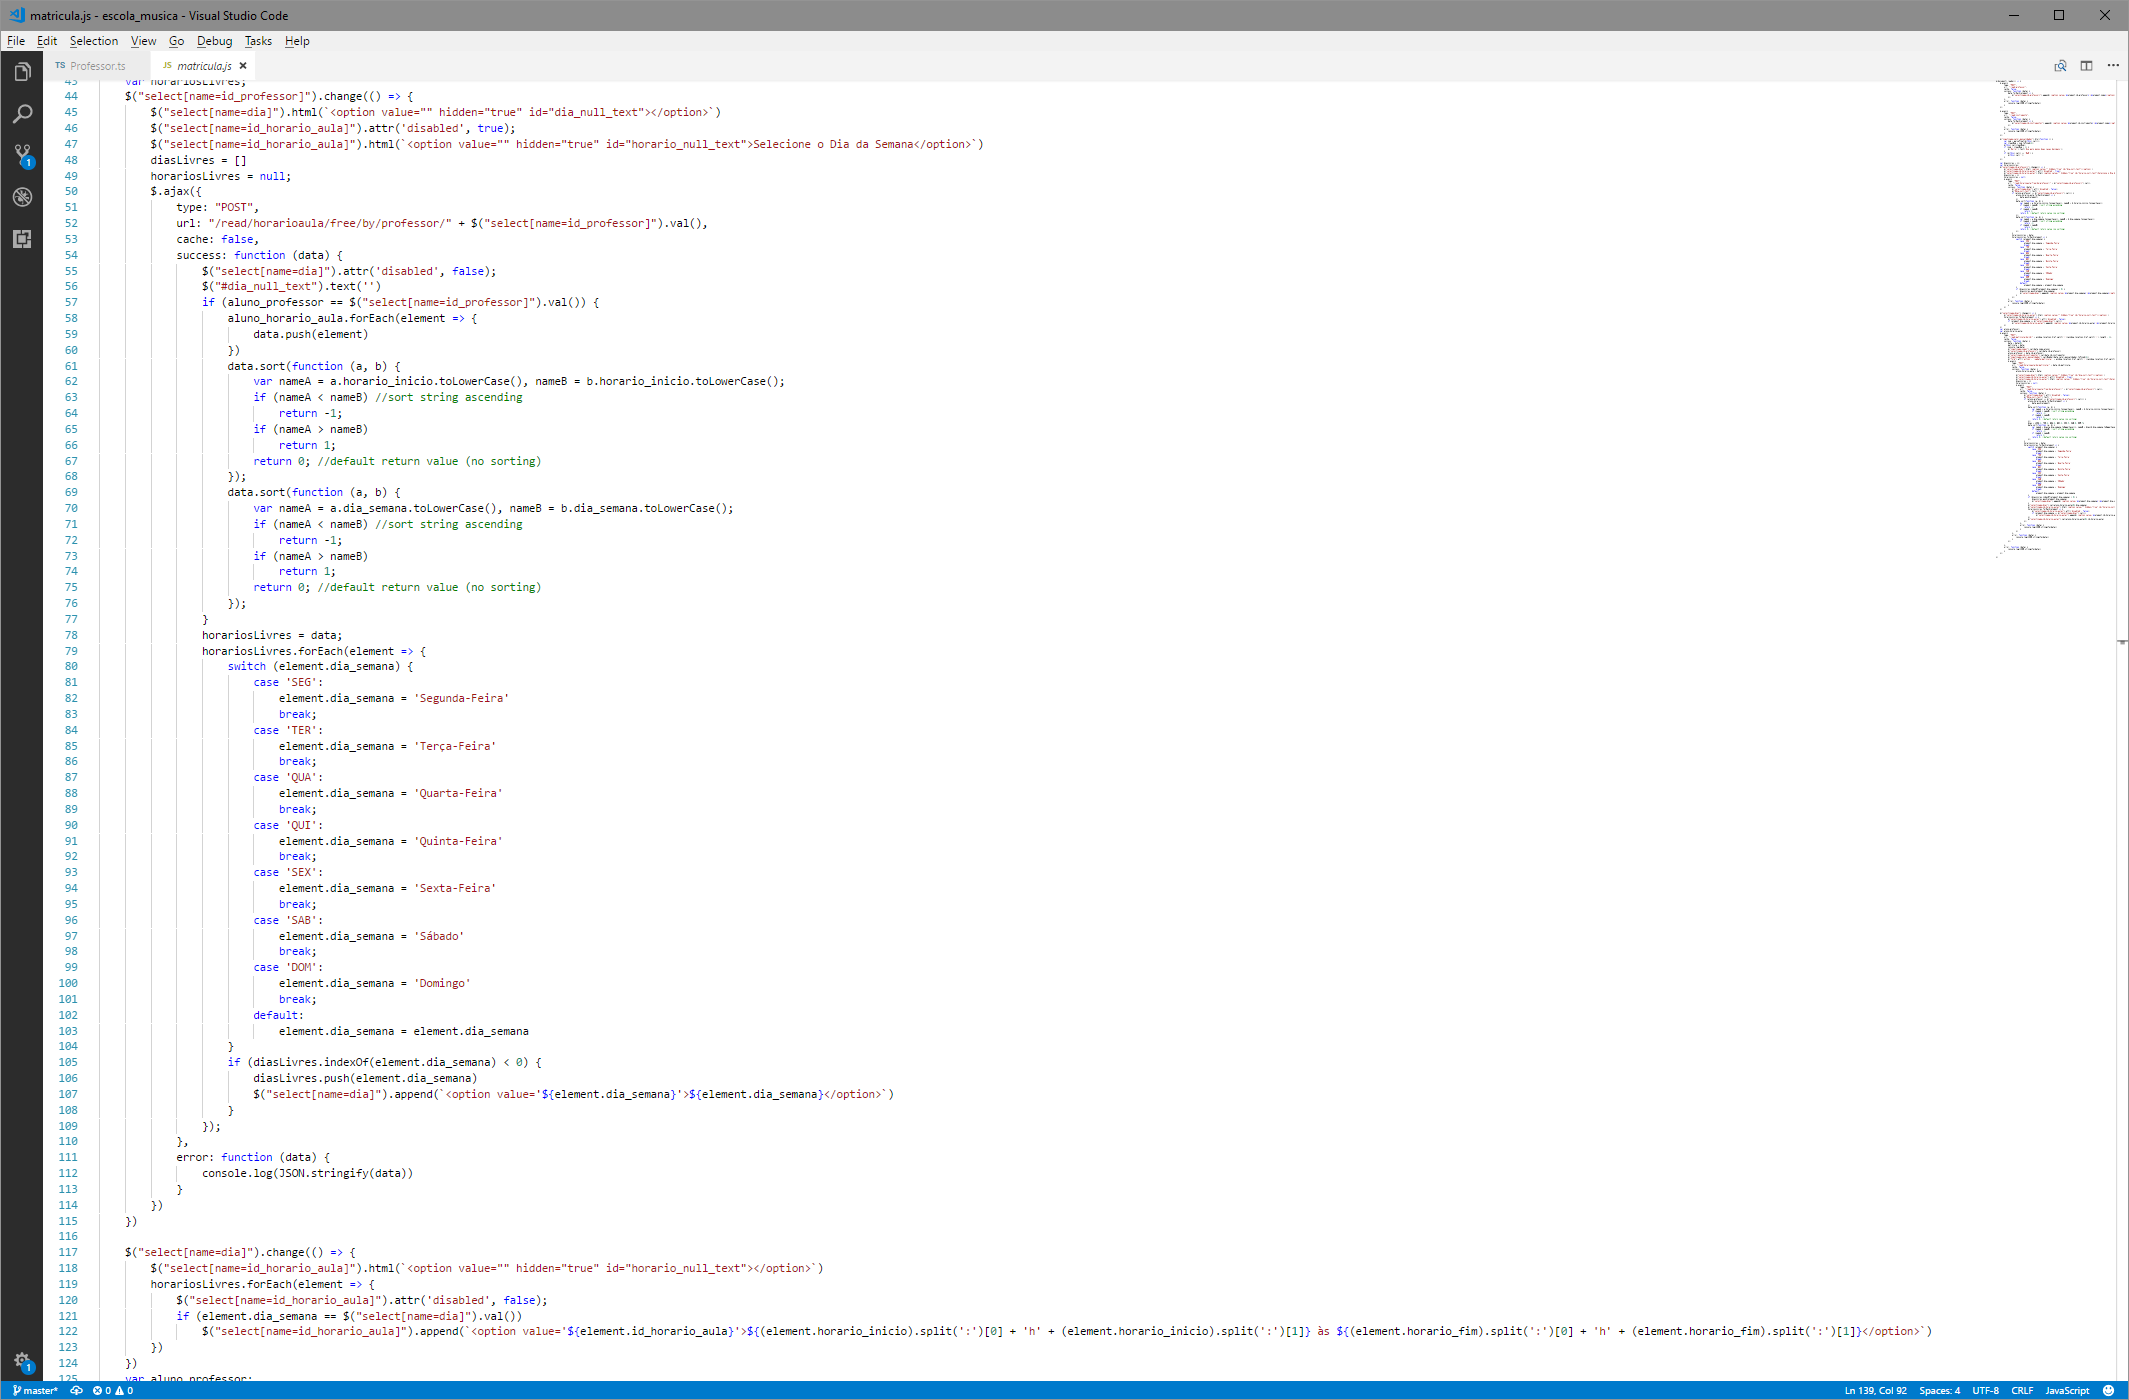 matricula.js - escola_musica - Visual Studio Code
File Edit Selection View Go Debug Tasks Help
TS Professor.ts JS matricula.js
43 var horariosLivres;
44 $("select[name=id_professor]").change(() => {
45 $("select[name=dia]").html(`<option value="" hidden="true" id="dia_null_text"></option>`)
46 $("select[name=id_horario_aula]").attr('disabled', true);
47 $("select[name=id_horario_aula]").html(`<option value="" hidden="true" id="horario_null_text">Selecione o Dia da Semana</option>`)
48 diasLivres = []
49 horariosLivres = null;
50 $.ajax({
51 type: "POST",
52 url: "/read/horarioaula/free/by/professor/" + $("select[name=id_professor]").val(),
53 cache: false,
54 success: function (data) {
55 $("select[name=dia]").attr('disabled', false);
56 $("#dia_null_text").text('')
57 if (aluno_professor == $("select[name=id_professor]").val()) {
58 aluno_horario_aula.forEach(element => {
59 data.push(element)
60 })
61 data.sort(function (a, b) {
62 var nameA = a.horario_inicio.toLowerCase(), nameB = b.horario_inicio.toLowerCase();
63 if (nameA < nameB) //sort string ascending
64 return -1;
65 if (nameA > nameB)
66 return 1;
67 return 0; //default return value (no sorting)
68 });
69 data.sort(function (a, b) {
70 var nameA = a.dia_semana.toLowerCase(), nameB = b.dia_semana.toLowerCase();
71 if (nameA < nameB) //sort string ascending
72 return -1;
73 if (nameA > nameB)
74 return 1;
75 return 0; //default return value (no sorting)
76 });
77 }
78 horariosLivres = data;
79 horariosLivres.forEach(element => {
80 switch (element.dia_semana) {
81 case 'SEG':
82 element.dia_semana = 'Segunda-Feira'
83 break;
84 case 'TER':
85 element.dia_semana = 'Terça-Feira'
86 break;
87 case 'QUA':
88 element.dia_semana = 'Quarta-Feira'
89 break;
90 case 'QUI':
91 element.dia_semana = 'Quinta-Feira'
92 break;
93 case 'SEX':
94 element.dia_semana = 'Sexta-Feira'
95 break;
96 case 'SAB':
97 element.dia_semana = 'Sábado'
98 break;
99 case 'DOM':
100 element.dia_semana = 'Domingo'
101 break;
102 default:
103 element.dia_semana = element.dia_semana
104 }
105 if (diasLivres.indexOf(element.dia_semana) < 0) {
106 diasLivres.push(element.dia_semana)
107 $("select[name=dia]").append(`<option value='${element.dia_semana}'>${element.dia_semana}</option>`)
108 }
109 });
110 },
111 error: function (data) {
112 console.log(JSON.stringify(data))
113 }
114 })
115 })
116
117 $("select[name=dia]").change(() => {
118 $("select[name=id_horario_aula]").html(`<option value="" hidden="true" id="horario_null_text"></option>`)
119 horariosLivres.forEach(element => {
120 $("select[name=id_horario_aula]").attr('disabled', false);
121 if (element.dia_semana == $("select[name=dia]").val())
122 $("select[name=id_horario_aula]").append(`<option value='${element.id_horario_aula}'>${(element.horario_inicio).split(':')[0] + 'h' + (element.horario_inicio).split(':')[1]} às ${(element.horario_fim).split(':')[0] + 'h' + (element.horario_fim).split(':')[1]}</option>`)
123 })
124 })
125 var aluno_professor;
1
1
master* 0 0 Ln 139, Col 92 Spaces: 4 UTF-8 CRLF JavaScript